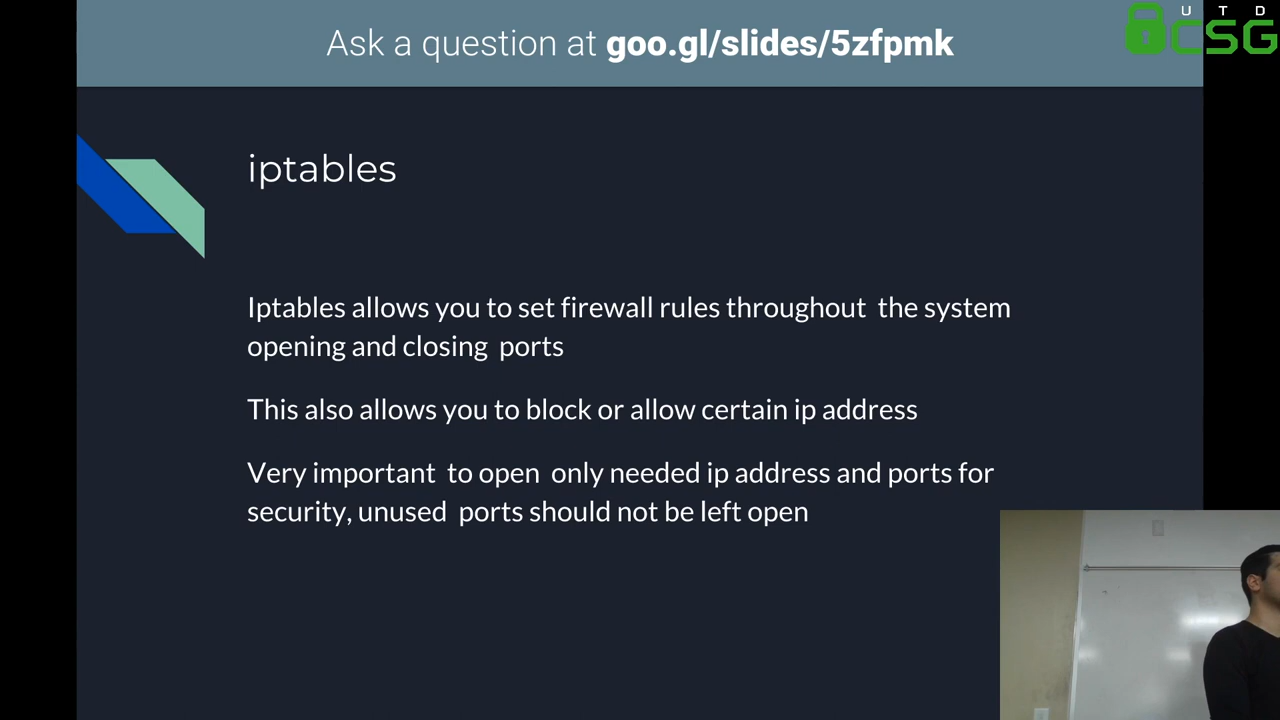 Ask a question at goo.gl/slides/5zfpmk
UTD
CSG
iptables
Iptables allows you to set firewall rules throughout  the system
opening and closing  ports
This also allows you to block or allow certain ip address
Very important  to open  only needed ip address and ports for
security, unused  ports should not be left open